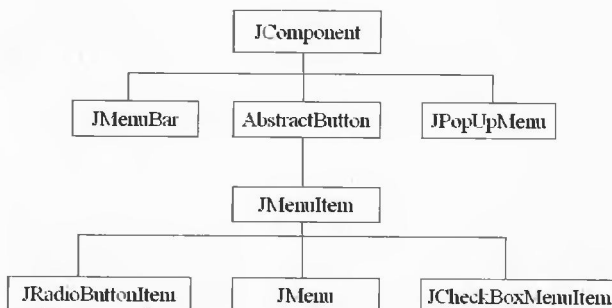 JComponent
JMenuBar AbstractButton JPopUpMenu
JMenuItem
JRadioButtonItem JMenu JCheckBoxMenuItem